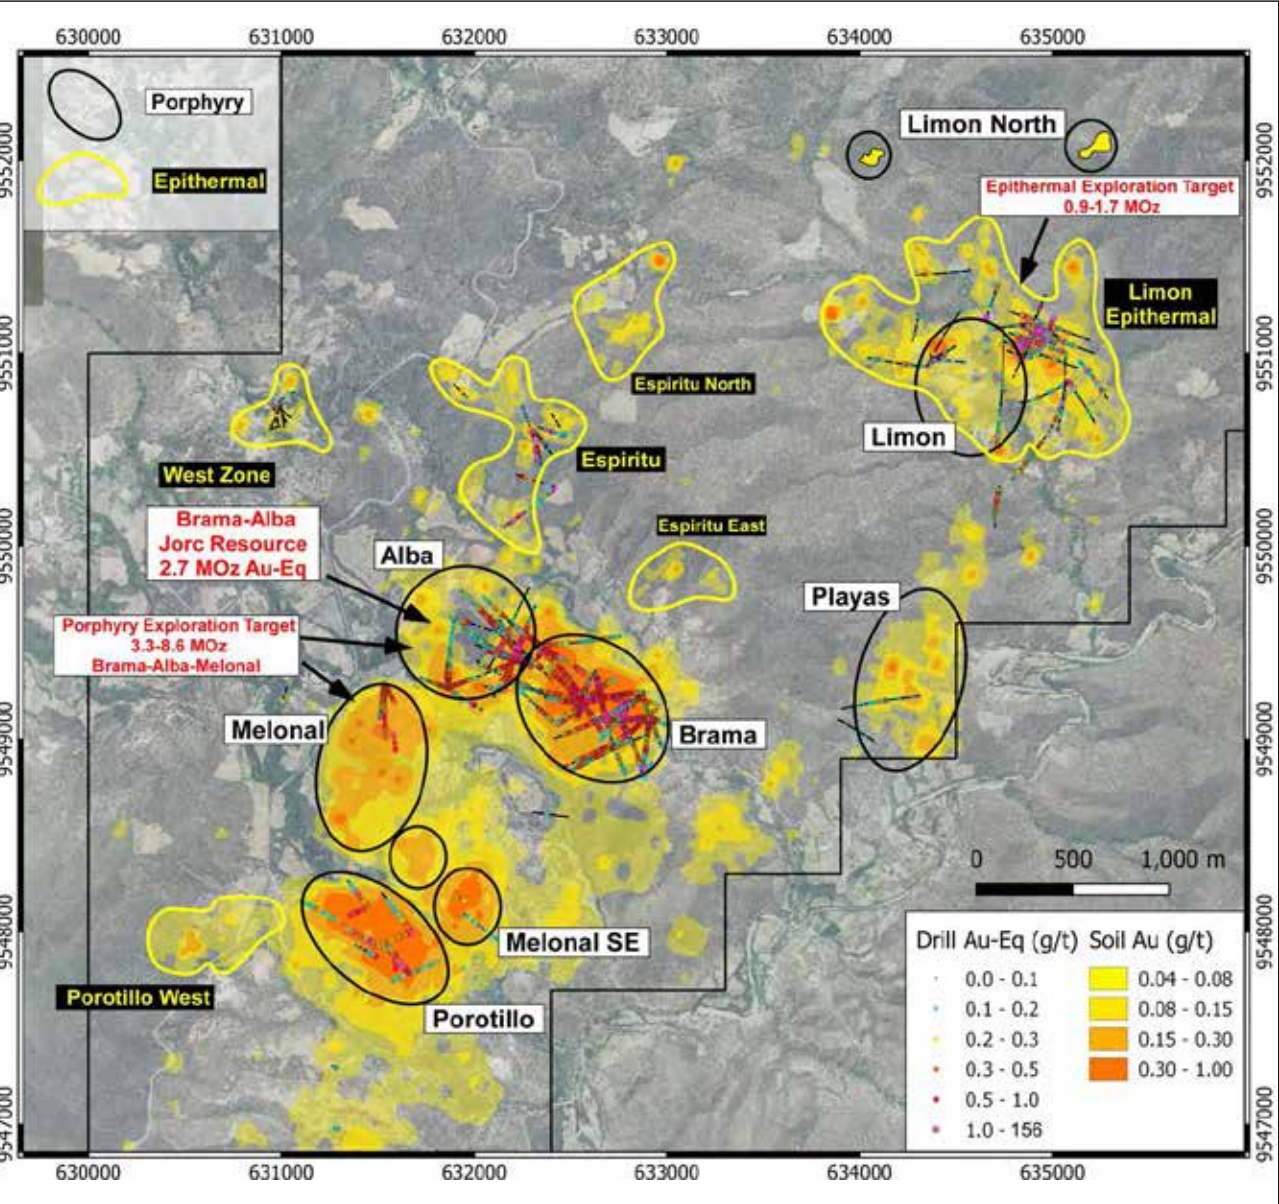 630000 631000 632000 633000 634000 635000
9552000
9551000
9550000
9549000
9548000
9547000
Porphyry
Epithermal
Limon North
Epithermal Exploration Target
0.9-1.7 MOz
Limon
Epithermal
Espiritu North
Limon
West Zone
Espiritu
Espiritu East
Brama-Alba
Jorc Resource
2.7 MOz Au-Eq
Alba
Playas
Porphyry Exploration Target
3.3-8.6 MOz
Brama-Alba-Melonal
Melonal
Brama
0 500 1,000 m
Melonal SE
Porotillo West
Porotillo
Drill Au-Eq (g/t)
0.0 - 0.1
0.1 - 0.2
0.2 - 0.3
0.3 - 0.5
0.5 - 1.0
1.0 - 156
Soil Au (g/t)
0.04 - 0.08
0.08 - 0.15
0.15 - 0.30
0.30 - 1.00
9552000
9551000
9550000
9549000
9548000
9547000
630000 631000 632000 633000 634000 635000